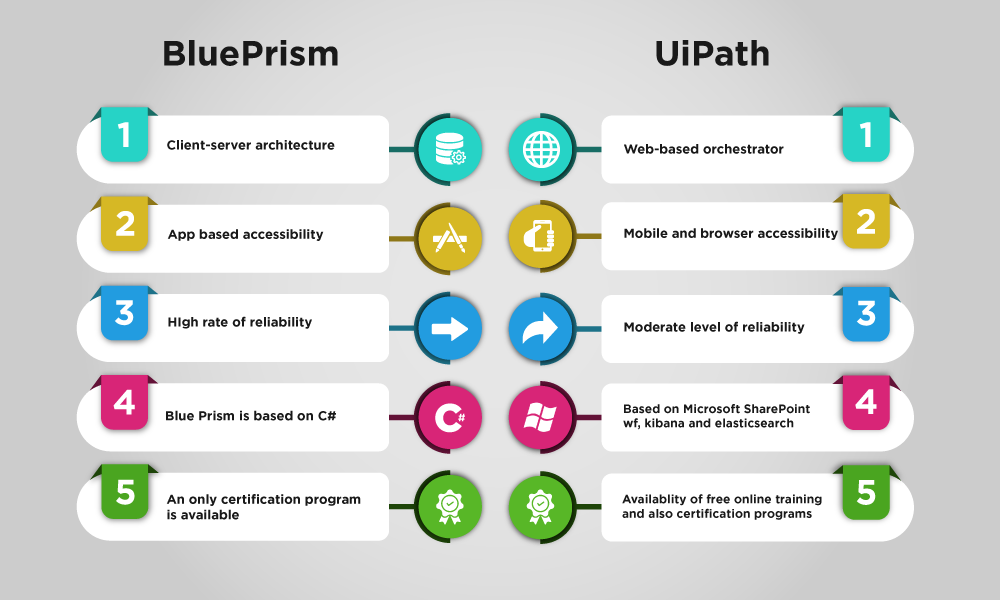 BluePrism
1
Client-server architecture
2
App based accessibility
3
HIgh rate of reliability
4
Blue Prism is based on C#
5
An only certification program
is available
C#
UiPath
1
Web-based orchestrator
2
Mobile and browser accessibility
3
Moderate level of reliability
4
Based on Microsoft SharePoint
wf, kibana and elasticsearch
5
Availablity of free online training
and also certification programs